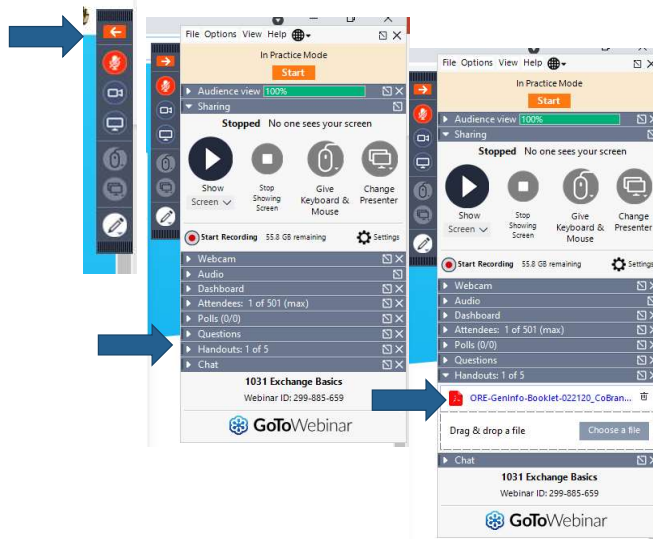 File Options View Help
In Practice Mode
Start
Audience view 100%
Sharing
Stopped No one sees your screen
Show
Screen
Stop
Showing
Screen
Give
Keyboard &
Mouse
Change
Presenter
Start Recording 55.8 GB remaining
Settings
Webcam
Audio
Dashboard
Attendees: 1 of 501 (max)
Polls (0/0)
Questions
Handouts: 1 of 5
Chat
1031 Exchange Basics
Webinar ID: 299-885-659
GoToWebinar
File Options View Help
In Practice Mode
Start
Audience view 100%
Sharing
Stopped No one sees your screen
Show
Screen
Stop
Showing
Screen
Give
Keyboard &
Mouse
Change
Presenter
Start Recording 55.8 GB remaining
Settings
Webcam
Audio
Dashboard
Attendees: 1 of 501 (max)
Polls (0/0)
Questions
Handouts: 1 of 5
ORE-GenInfo-Booklet-022120_CoBran...
Drag & drop a file
Choose a file
Chat
1031 Exchange Basics
Webinar ID: 299-885-659
GoToWebinar